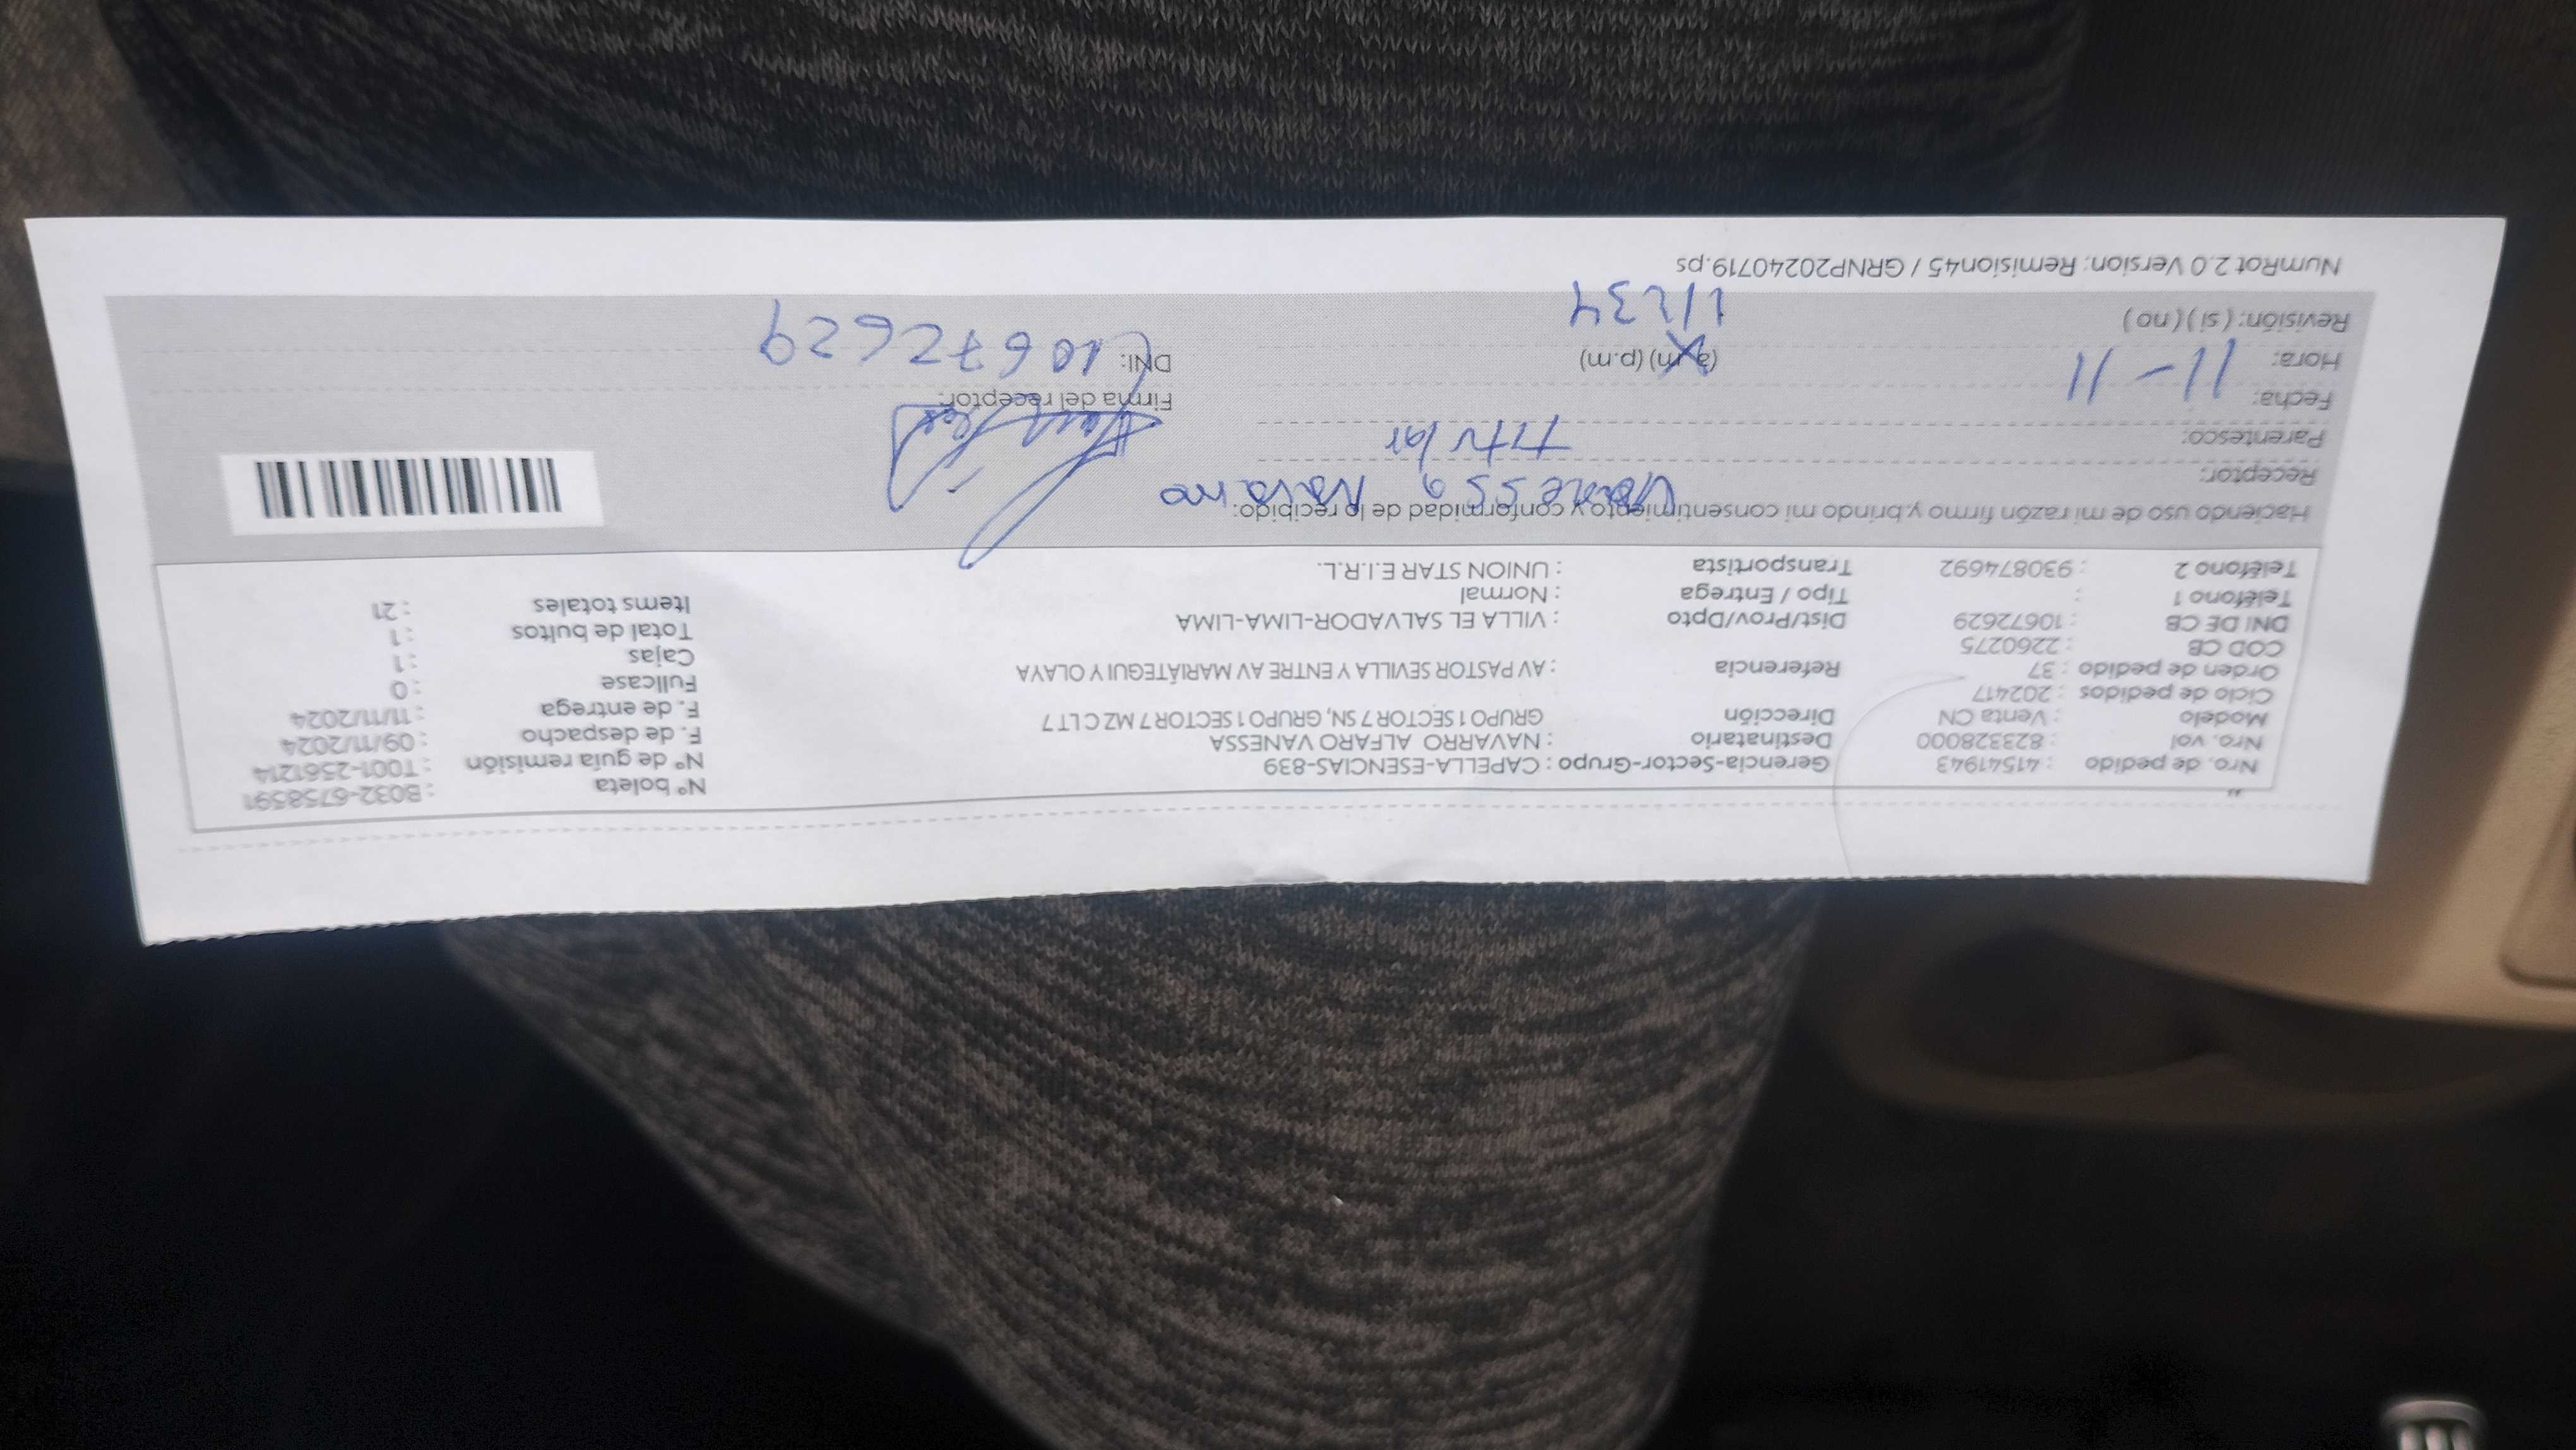 Nro. de pedido : 41541943 Gerencia-Sector-Grupo : CAPELLA-ESENCIAS-839 N° boleta : B032-6758591
Nro. vol : 823328000 Destinatario : NAVARRO ALFARO VANESSA N° de guía remisión : T001-2561214
Modelo : Venta CN Dirección GRUPO 1 SECTOR 7 SN, GRUPO 1 SEC1 SECTOR 7 MZ C LT 7 F. de despacho : 09/11/2024
Ciclo de pedidos : 202417 F. de entrega : 11/11/2024
Orden de pedido : 37 Referencia : AV PASTOR SEVILLA Y ENTRE AV MARIÁTEGUI Y OLAYA Fullcase : 0
COD CB : 2260275 Cajas : 1
DNI DE CB : 10672629 Dist/Prov/Dpto : VILLA EL SALVADOR-LIMA-LIMA Total de bultos : 1
Teléfono 1 : Tipo / Entrega : Normal Items totales : 21
Teléfono 2 : 930874692 Transportista : UNION STAR E.I.R.L.
Haciendo uso de mi razón firmo y brindo mi consentimiento y conformidad de lo recibido:
Receptor: Vanessa Navarro
Parentesco: titular
Fecha: 11-11 Firma del receptor:
Hora: (a.m) (p.m) DNI: 10672629
Revisión: ( si ) ( no )
NumRot 2.0 Version: Remision45 / GRNP20240719.ps